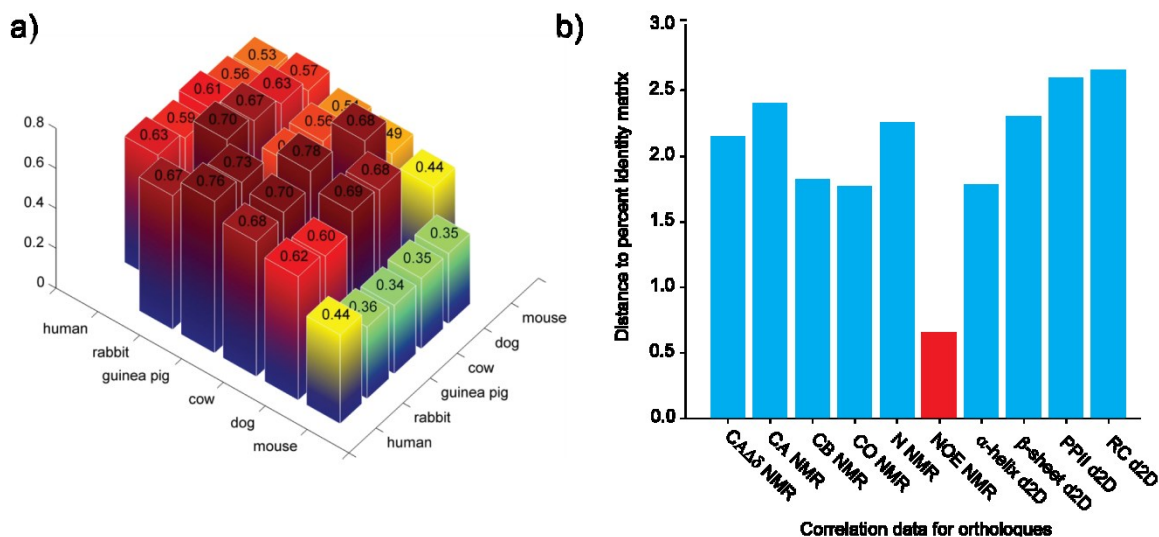 a)
0.53
0.56
0.57
0.61
0.63
0.59
0.67
0.63
0.70
0.56
0.68
0.67
0.73
0.78
0.76
0.70
0.68
0.44
0.69
0.68
0.60
0.35
0.62
0.35
0.34
0.44
0.36
0.8
0.6
0.4
0.2
0
human
rabbit
guinea pig
cow
dog
mouse
mouse
dog
cow
guinea pig
rabbit
human
b)
Distance to percent identity matrix
3.0
2.5
2.0
1.5
1.0
0.5
0.0
CAΔδ NMR
CA NMR
CB NMR
CO NMR
N NMR
NOE NMR
α-helix d2D
β-sheet d2D
PPII d2D
RC d2D
Correlation data for orthologues